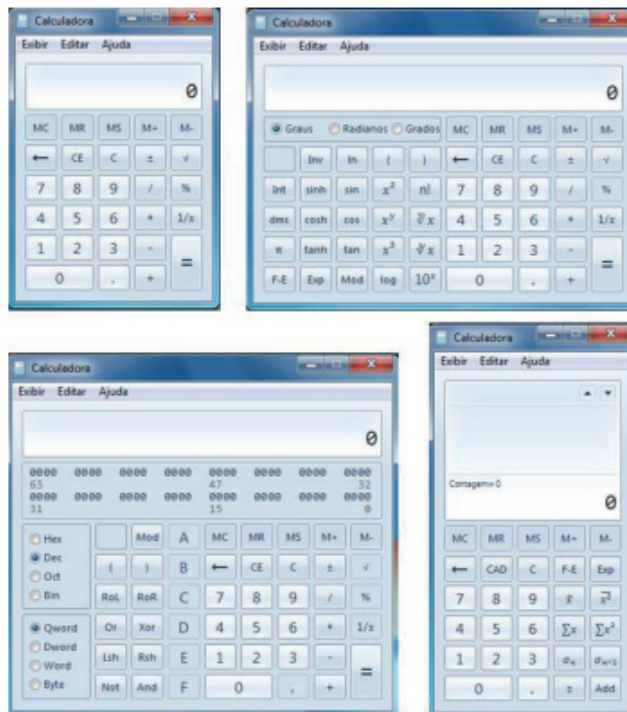 Calculadora
Exibir Editar Ajuda
0
MC MR MS M+ M-
← CE C ± √
7 8 9 / %
4 5 6 * 1/x
1 2 3 - =
0 , +
Calculadora
Exibir Editar Ajuda
0
Graus Radianos Grados MC MR MS M+ M-
Inv ln ( ) ← CE C ± √
Int sinh sin x² n! 7 8 9 / %
dms cosh cos xʸ ʸ√x 4 5 6 * 1/x
π tanh tan x³ ³√x 1 2 3 - =
F-E Exp Mod log 10ˣ 0 , +
Calculadora
Exibir Editar Ajuda
0
0000 0000 0000 0000 0000 0000 0000 0000
63 47 32
0000 0000 0000 0000 0000 0000 0000 0000
31 15 0
Hex Mod A MC MR MS M+ M-
Dec ( ) B ← CE C ± √
Oct
Bin RoL RoR C 7 8 9 / %
Qword Or Xor D 4 5 6 * 1/x
Dword
Word Lsh Rsh E 1 2 3 - =
Byte Not And F 0 , +
Calculadora
Exibir Editar Ajuda
Contagem= 0
0
MC MR MS M+ M-
← CAD C F-E Exp
7 8 9 x̄ x̄²
4 5 6 Σx Σx²
1 2 3 σₙ σₙ₋₁
0 , ± Add